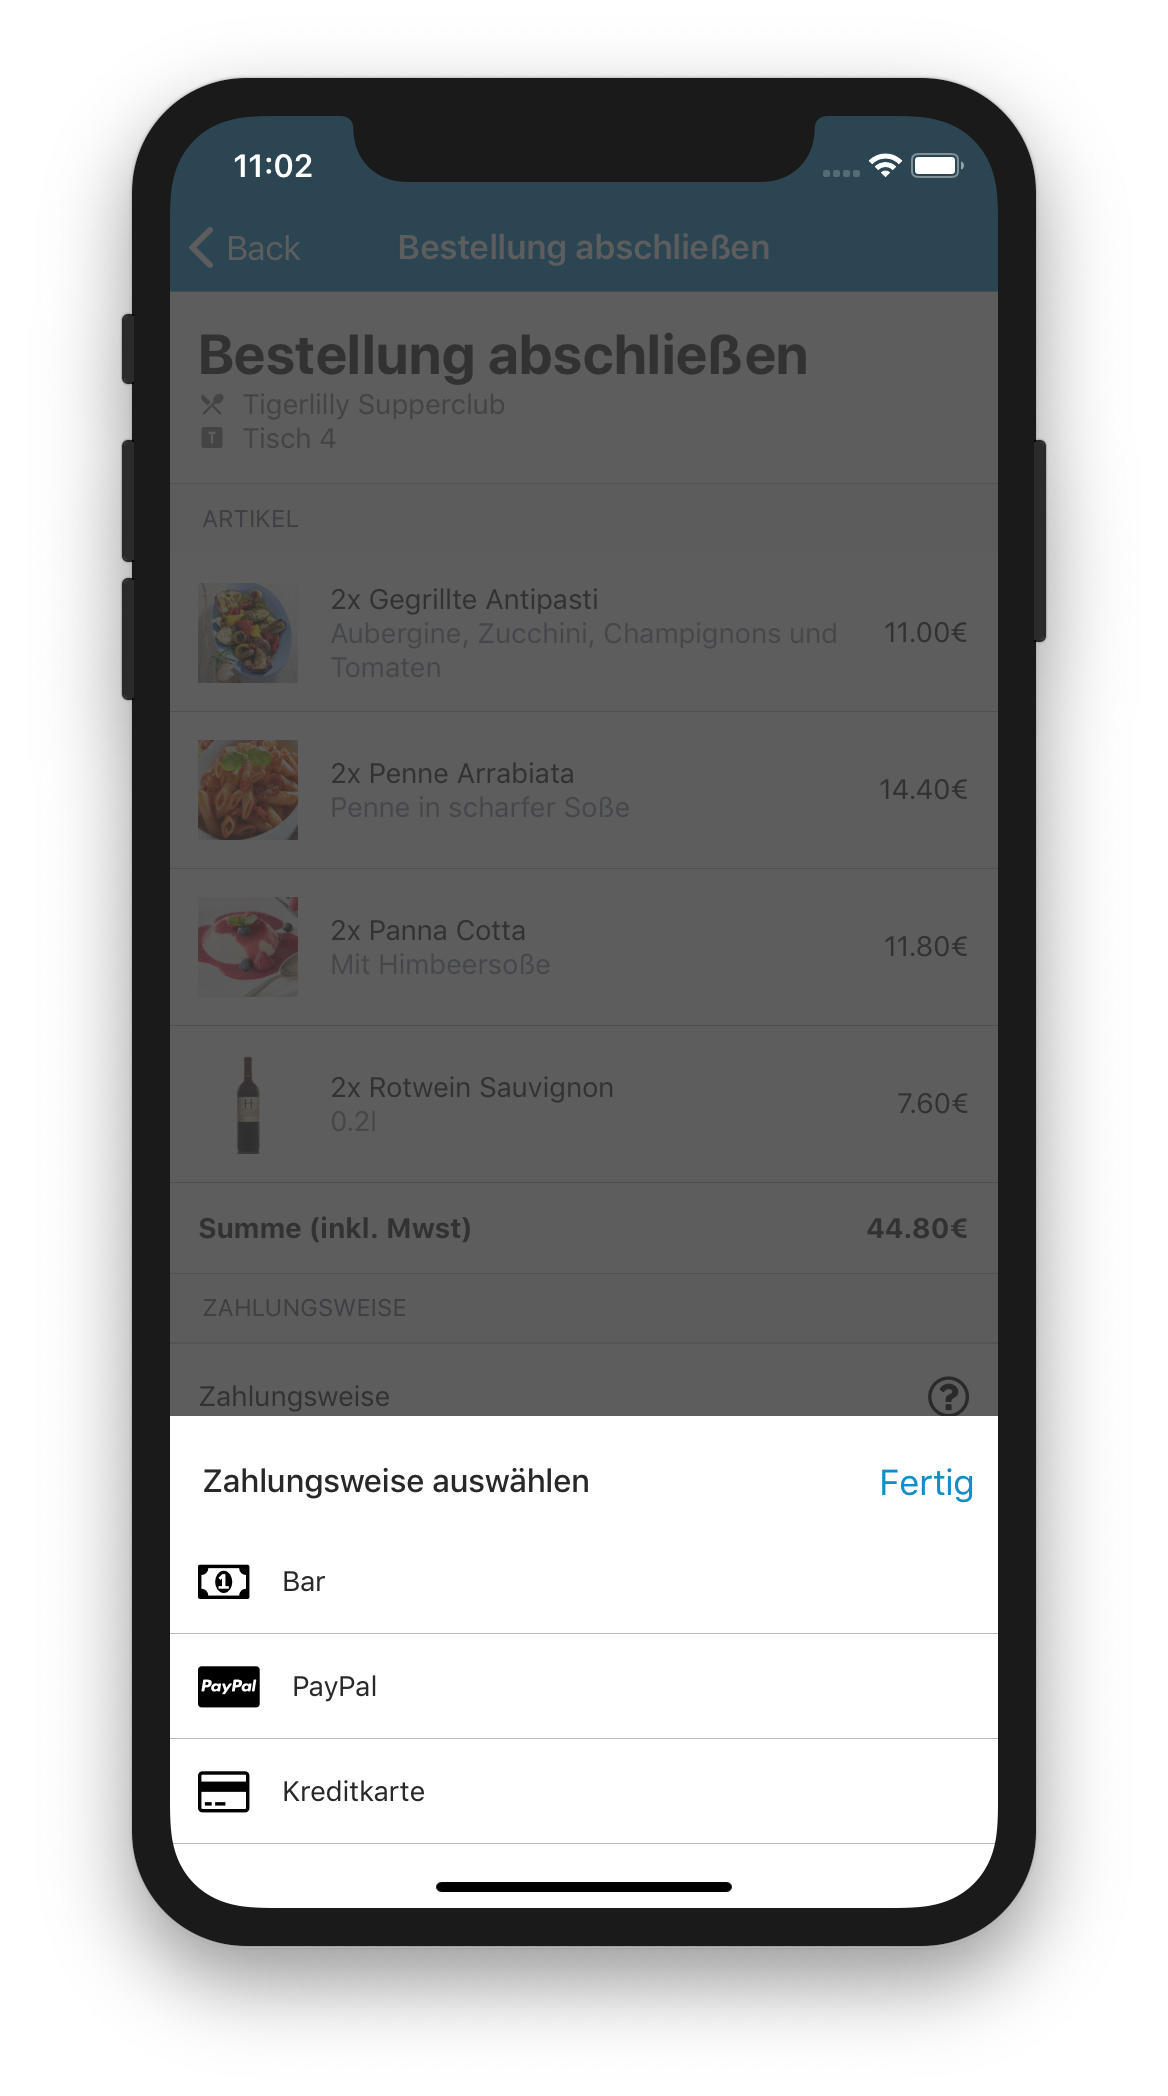 11:02
Back
Bestellung abschließen
Bestellung abschließen
Tigerlilly Supperclub
T Tisch 4
ARTIKEL
2x Gegrillte Antipasti
Aubergine, Zucchini, Champignons und
Tomaten
11.00€
2x Penne Arrabiata
Penne in scharfer Soße
14.40€
2x Panna Cotta
Mit Himbeersoße
11.80€
2x Rotwein Sauvignon
0.2l
7.60€
Summe (inkl. Mwst) 44.80€
ZAHLUNGSWEISE
Zahlungsweise ?
Zahlungsweise auswählen Fertig
1 Bar
PayPal PayPal
Kreditkarte